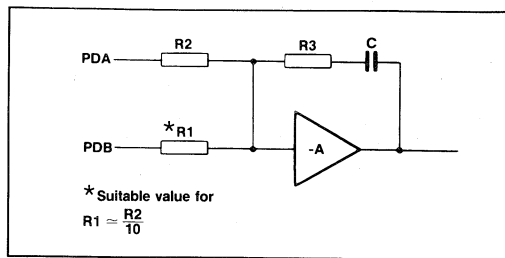 R2
R3
C
PDA
*R1
PDB
-A
*Suitable value for
R1 ≃ R2/10